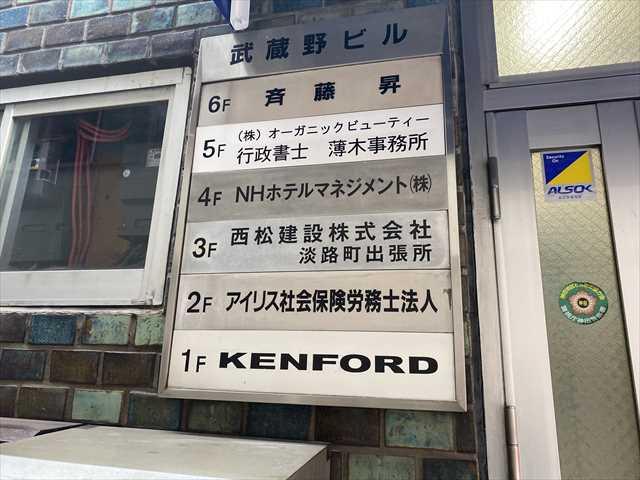 武蔵野ビル
6F 斉藤 昇
5F (株)オーガニックビューティー
行政書士 薄木事務所
4F NHホテルマネジメント(株)
3F 西松建設株式会社
淡路町出張所
2F アイリス社会保険労務士法人
1F KENFORD
Security On
ALSOK